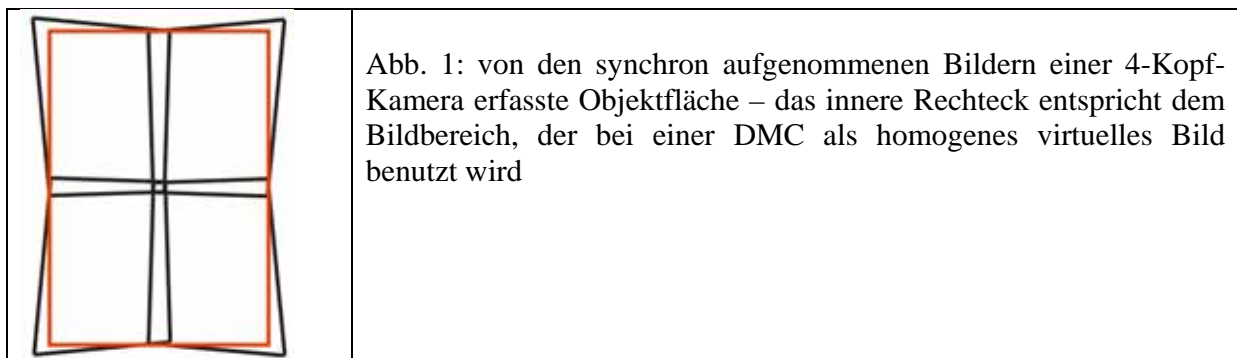 Abb. 1: von den synchron aufgenommenen Bildern einer 4-Kopf-
Kamera erfasste Objektfläche – das innere Rechteck entspricht dem
Bildbereich, der bei einer DMC als homogenes virtuelles Bild
benutzt wird